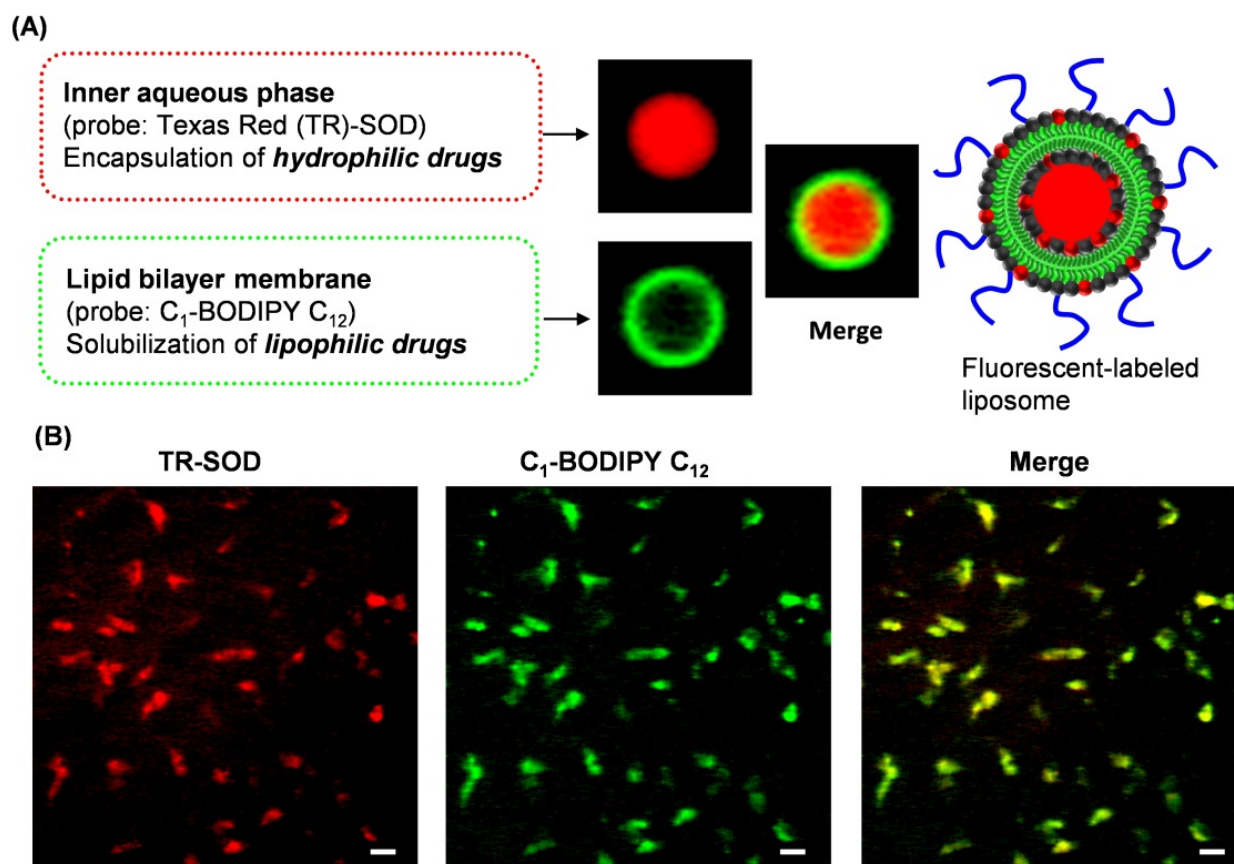 (A)
Inner aqueous phase
(probe: Texas Red (TR)-SOD)
Encapsulation of hydrophilic drugs
Lipid bilayer membrane
(probe: C₁-BODIPY C₁₂)
Solubilization of lipophilic drugs
Merge
Fluorescent-labeled
liposome
(B)
TR-SOD
C₁-BODIPY C₁₂
Merge